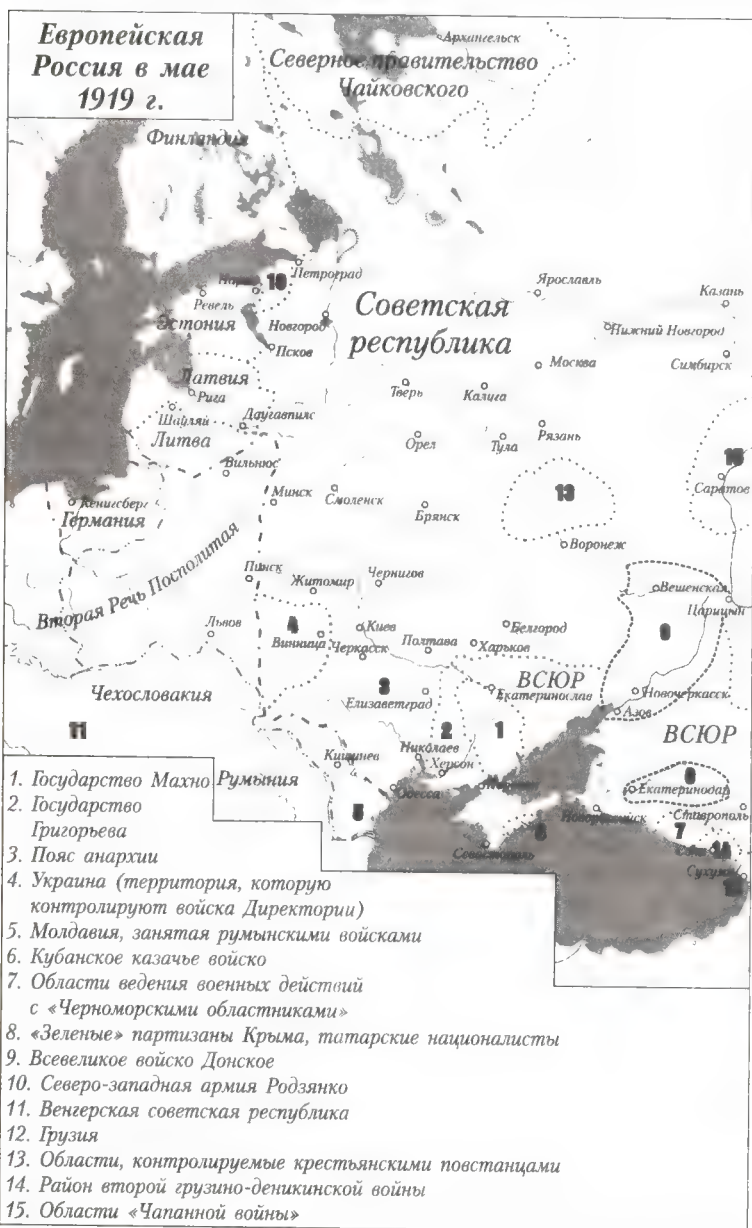 Европейская
Россия в мае
1919 г.
Архангельск
Северное правительство
Чайковского
Финляндия
Петроград
10
Ревель
Эстония
Новгород
Псков
Ярославль
Казань
Советская
республика
Нижний Новгород
Москва
Симбирск
Латвия
Рига
Тверь
Калуга
Шауляй
Даугавпилс
Литва
Орел
Тула
Рязань
Вильнюс
15
Саратов
Кенигсберг
Германия
Минск
Смоленск
Брянск
13
Воронеж
Вторая Речь Посполитая
Пинск
Житомир
Чернигов
Вешенская
Царицын
4
Винница
Киев
Черкасск
Полтава
Харьков
Белгород
9
Львов
Чехословакия
ВСЮР
Екатеринослав
3
Елизаветград
Новочеркасск
Азов
11
2
1
ВСЮР
Кишинев
Николаев
Херсон
Румыния
Одесса
6
Екатеринодар
5
Новороссийск
Ставрополь
8
7
Севастополь
14
Сухуми
12
1. Государство Махно
2. Государство
Григорьева
3. Пояс анархии
4. Украина (территория, которую
контролируют войска Директории)
5. Молдавия, занятая румынскими войсками
6. Кубанское казачье войско
7. Области ведения военных действий
с «Черноморскими областниками»
8. «Зеленые» партизаны Крыма, татарские националисты
9. Всевеликое войско Донское
10. Северо-западная армия Родзянко
11. Венгерская советская республика
12. Грузия
13. Области, контролируемые крестьянскими повстанцами
14. Район второй грузино-деникинской войны
15. Области «Чапанной войны»